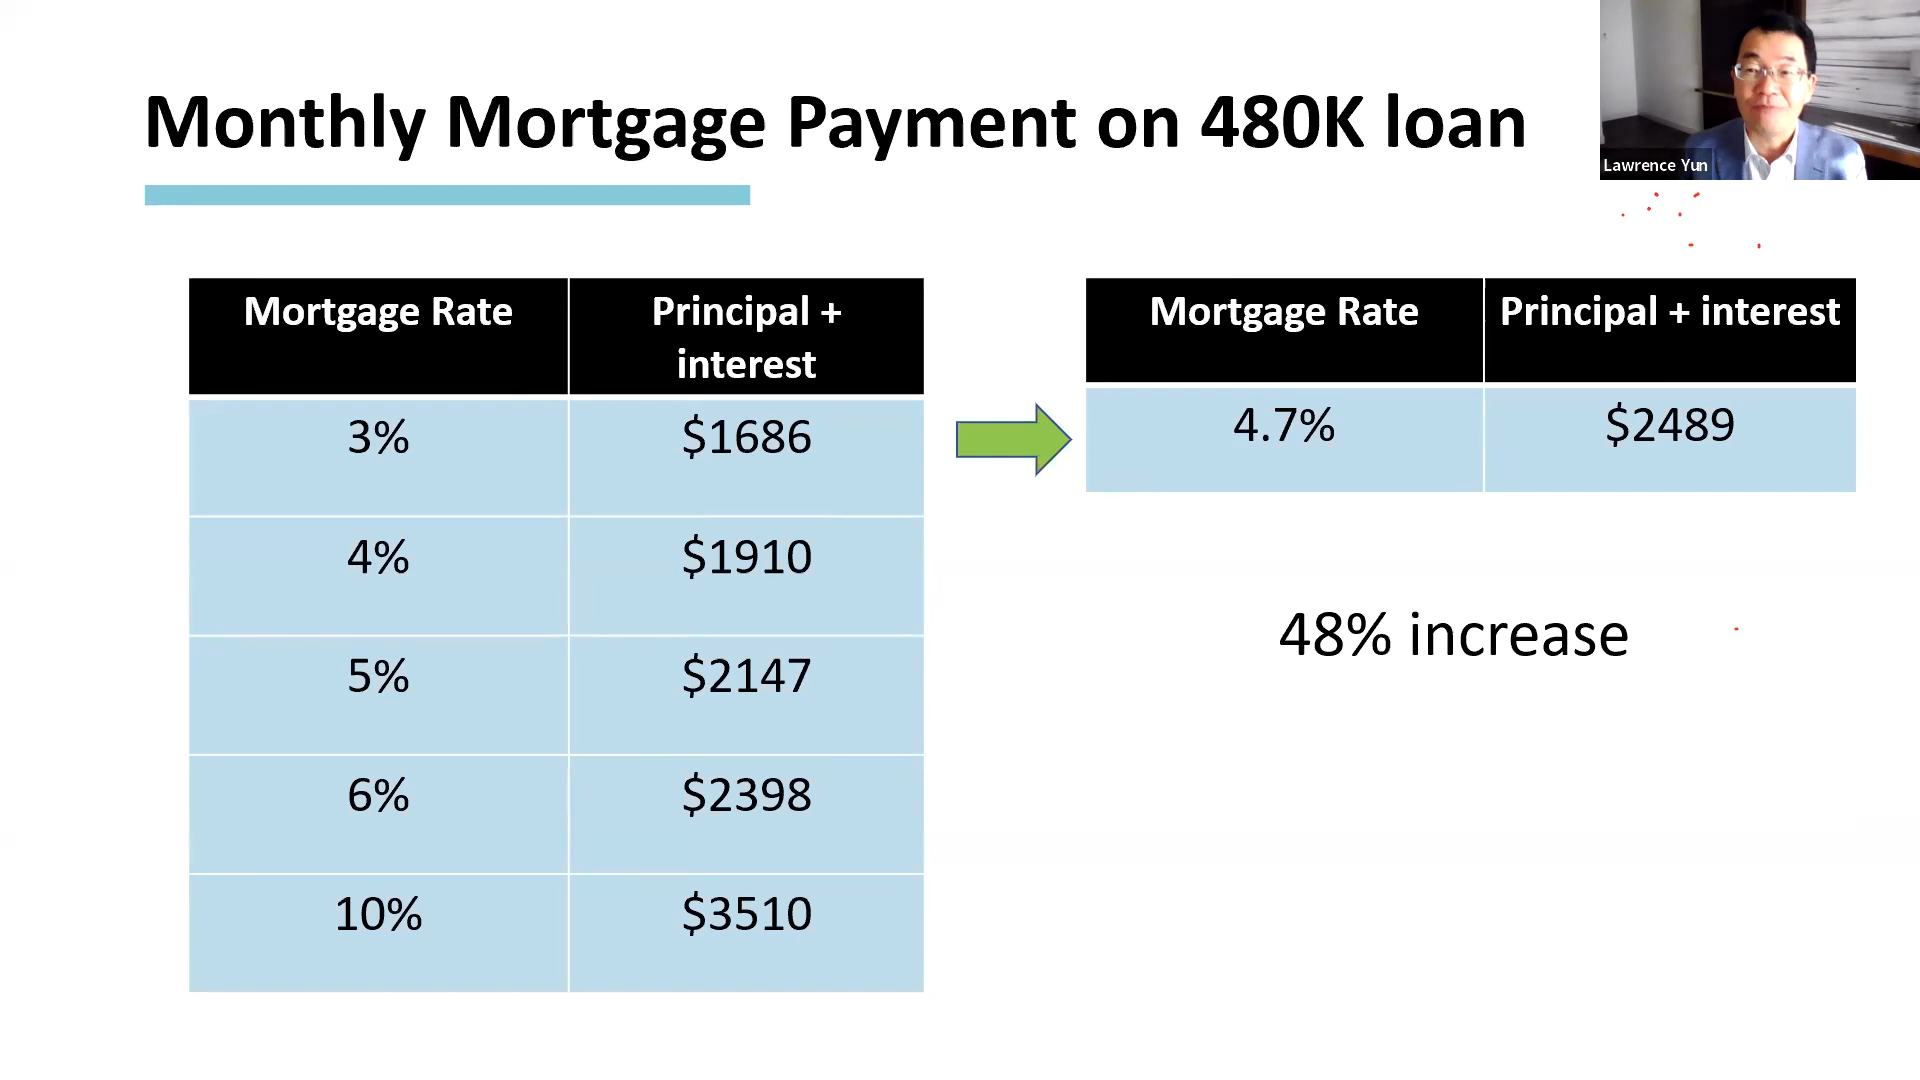 Monthly Mortgage Payment on 480K loan
Lawrence Yun
Mortgage Rate Principal +
interest
3% $1686
4% $1910
5% $2147
6% $2398
10% $3510
Mortgage Rate Principal + interest
4.7% $2489
48% increase